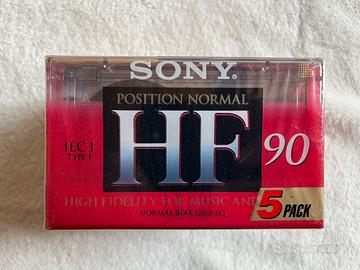 SONY
POSITION NORMAL
IEC I
TYPE I
HF 90
HIGH FIDELITY FOR MUSIC AND
NORMAL BIAS 120µs EQ
5 PACK